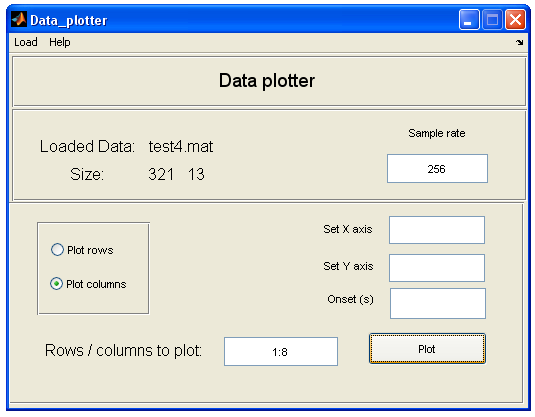 Data_plotter
Load Help
Data plotter
Loaded Data: test4.mat
Size: 321 13
Sample rate
256
Plot rows
Plot columns
Set X axis
Set Y axis
Onset (s)
Rows / columns to plot: 1:8
Plot